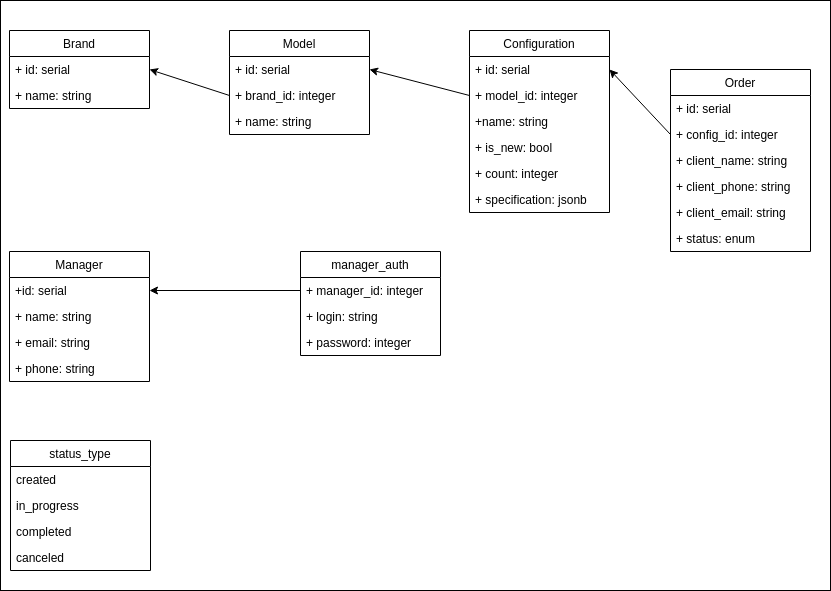 Brand
+ id: serial
+ name: string
Model
+ id: serial
+ brand_id: integer
+ name: string
Configuration
+ id: serial
+ model_id: integer
+name: string
+ is_new: bool
+ count: integer
+ specification: jsonb
Order
+ id: serial
+ config_id: integer
+ client_name: string
+ client_phone: string
+ client_email: string
+ status: enum
Manager
+id: serial
+ name: string
+ email: string
+ phone: string
manager_auth
+ manager_id: integer
+ login: string
+ password: integer
status_type
created
in_progress
completed
canceled